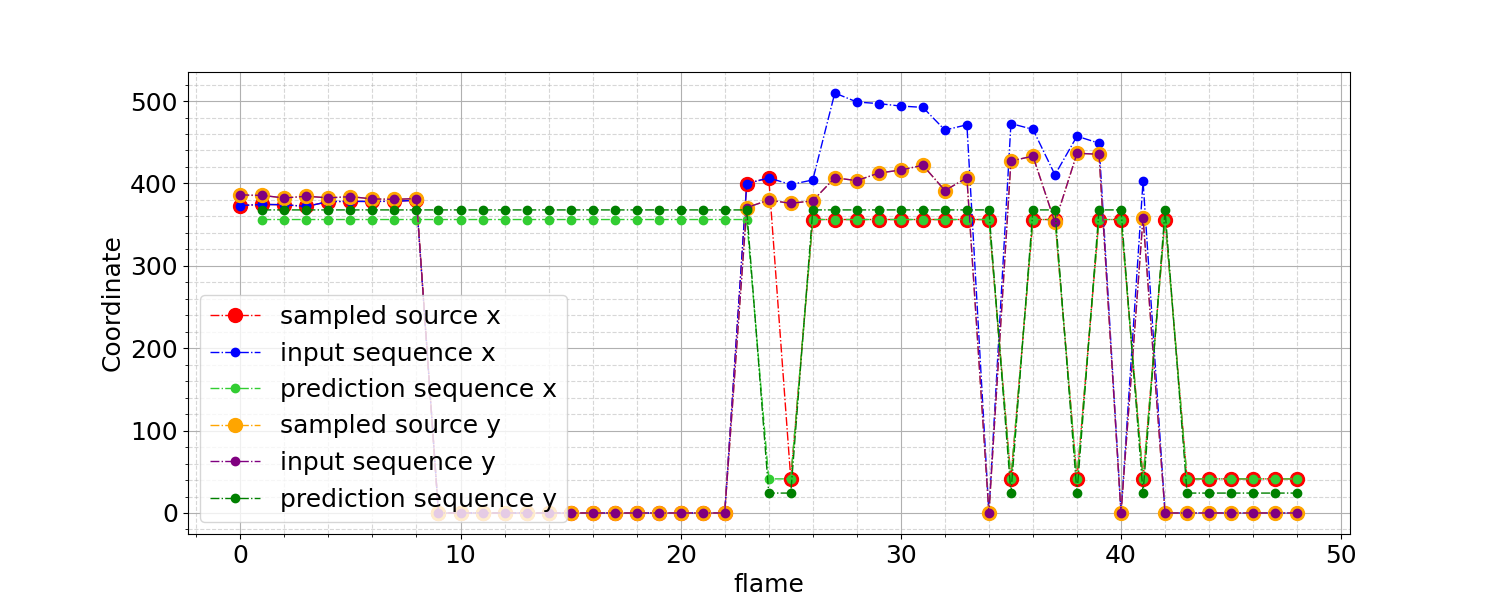 500
400
300
200
100
0
Coordinate
sampled source x
input sequence x
prediction sequence x
sampled source y
input sequence y
prediction sequence y
0 10 20 30 40 50
flame